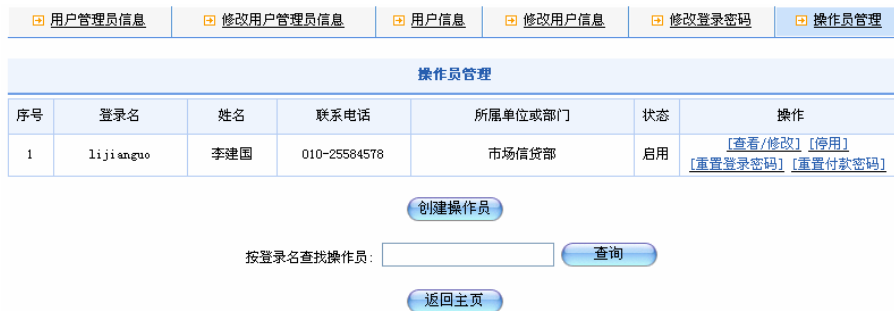 用户管理员信息 修改用户管理员信息 用户信息 修改用户信息 修改登录密码 操作员管理
操作员管理
序号 登录名 姓名 联系电话 所属单位或部门 状态 操作
1 lijianguo 李建国 010-25584578 市场信贷部 启用 [查看/修改] [停用]
[重置登录密码] [重置付款密码]
创建操作员
按登录名查找操作员: 查询
返回主页